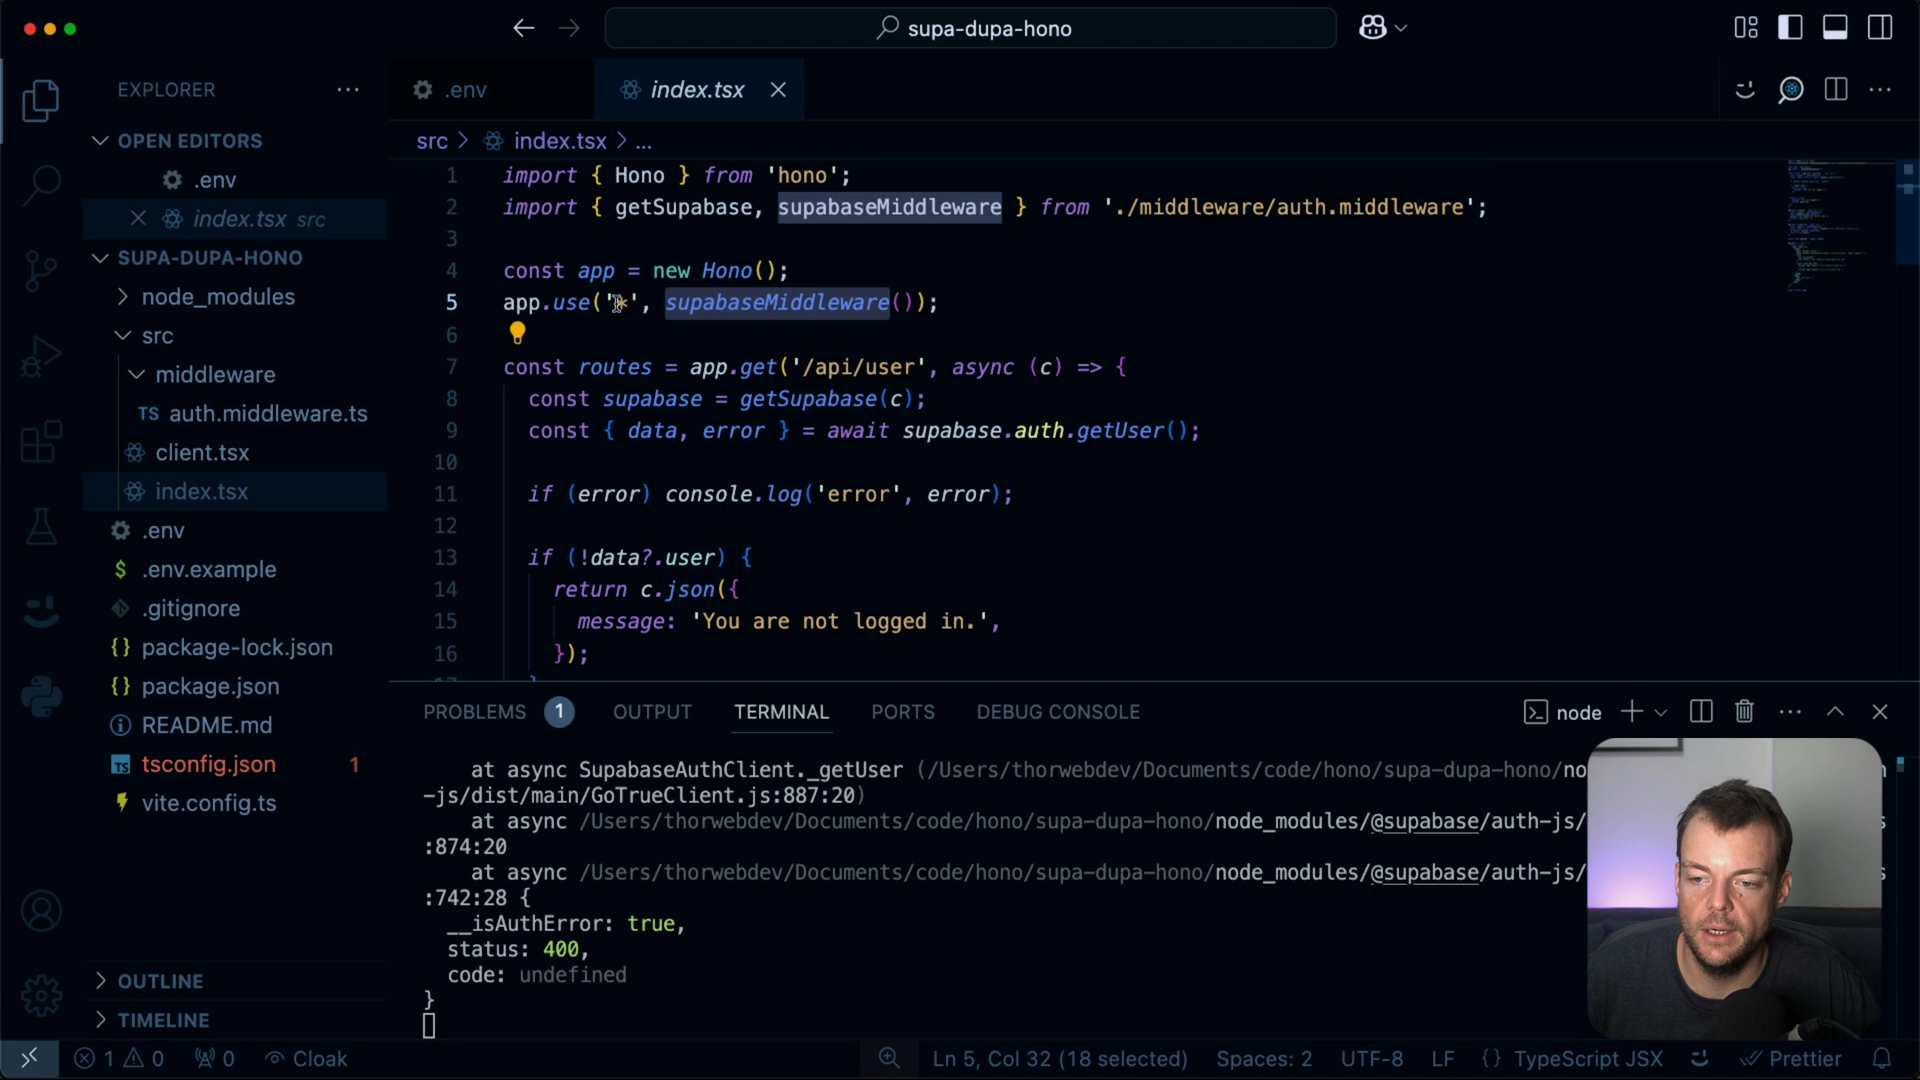 supa-dupa-hono
EXPLORER
.env
index.tsx
OPEN EDITORS
.env
index.tsx src
SUPA-DUPA-HONO
node_modules
src
middleware
TS auth.middleware.ts
client.tsx
index.tsx
.env
$ .env.example
.gitignore
{} package-lock.json
{} package.json
README.md
TS tsconfig.json 1
vite.config.ts
OUTLINE
TIMELINE
src > index.tsx > ...
1 import { Hono } from 'hono';
2 import { getSupabase, supabaseMiddleware } from './middleware/auth.middleware';
3
4 const app = new Hono();
5 app.use('*', supabaseMiddleware());
6
7 const routes = app.get('/api/user', async (c) => {
8 const supabase = getSupabase(c);
9 const { data, error } = await supabase.auth.getUser();
10
11 if (error) console.log('error', error);
12
13 if (!data?.user) {
14 return c.json({
15 message: 'You are not logged in.',
16 });
PROBLEMS 1 OUTPUT TERMINAL PORTS DEBUG CONSOLE
node
at async SupabaseAuthClient._getUser (/Users/thorwebdev/Documents/code/hono/supa-dupa-hono/no
-js/dist/main/GoTrueClient.js:887:20)
at async /Users/thorwebdev/Documents/code/hono/supa-dupa-hono/node_modules/@supabase/auth-js/
:874:20
at async /Users/thorwebdev/Documents/code/hono/supa-dupa-hono/node_modules/@supabase/auth-js/
:742:28 {
__isAuthError: true,
status: 400,
code: undefined
}
1 0 0 Cloak
Ln 5, Col 32 (18 selected) Spaces: 2 UTF-8 LF {} TypeScript JSX Prettier